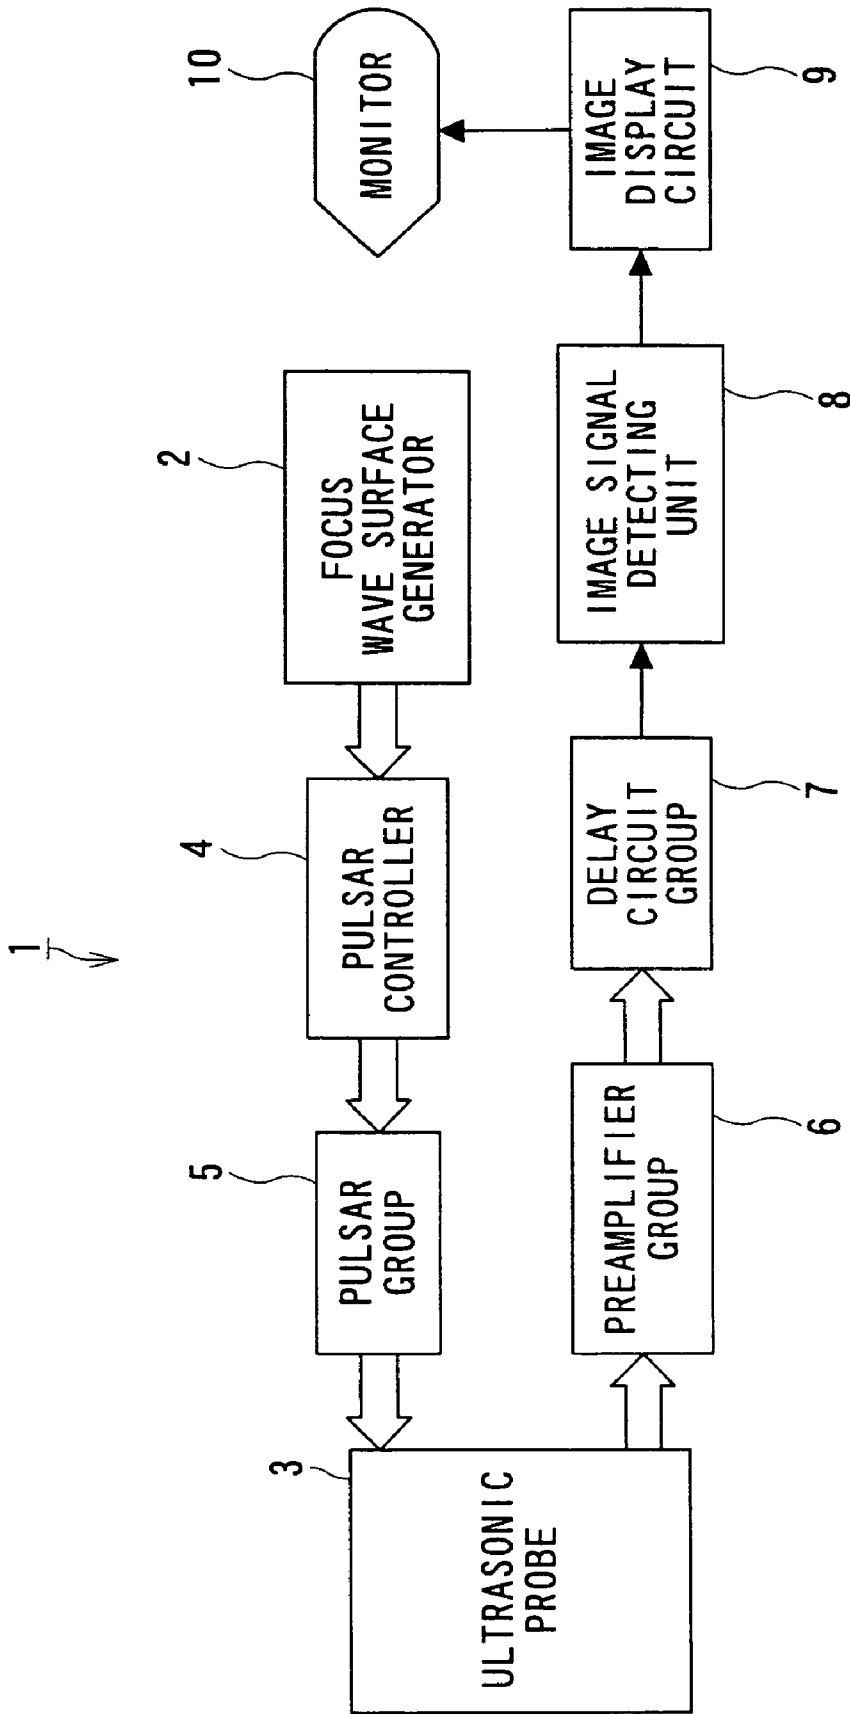 1
3
ULTRASONIC
PROBE
5
PULSAR
GROUP
4
PULSAR
CONTROLLER
2
FOCUS
WAVE SURFACE
GENERATOR
10
MONITOR
PREAMPLIFIER
GROUP
6
DELAY
CIRCUIT
GROUP
7
IMAGE SIGNAL
DETECTING
UNIT
8
IMAGE
DISPLAY
CIRCUIT
9